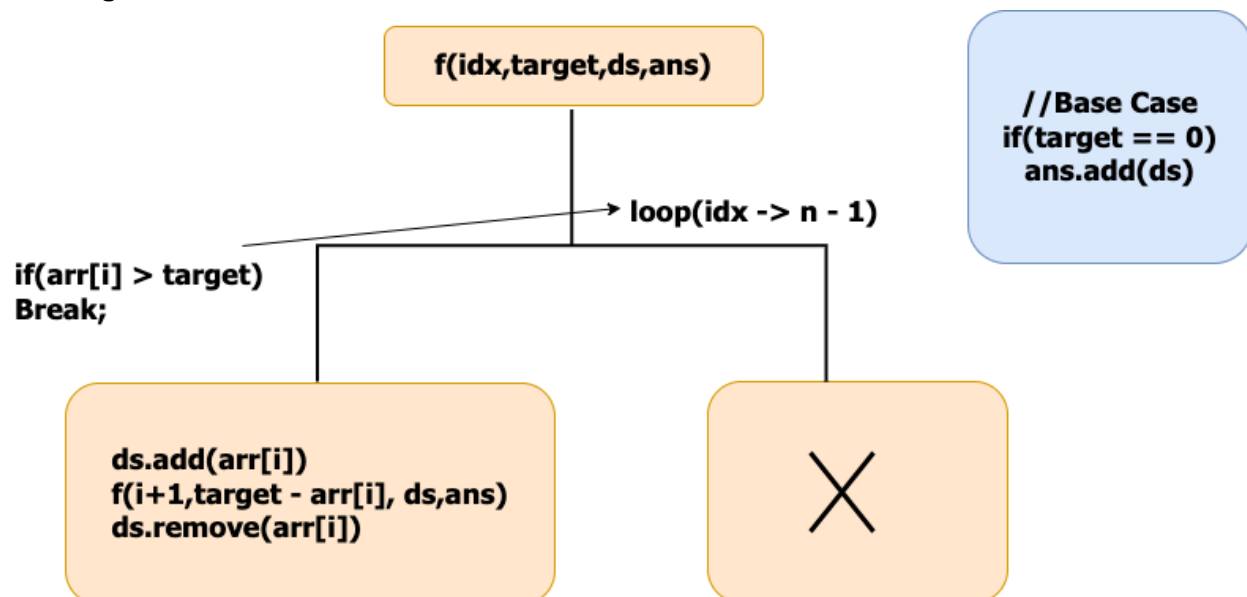 f(idx,target,ds,ans)
//Base Case
if(target == 0)
ans.add(ds)
loop(idx -> n - 1)
if(arr[i] > target)
Break;
ds.add(arr[i])
f(i+1,target - arr[i], ds,ans)
ds.remove(arr[i])